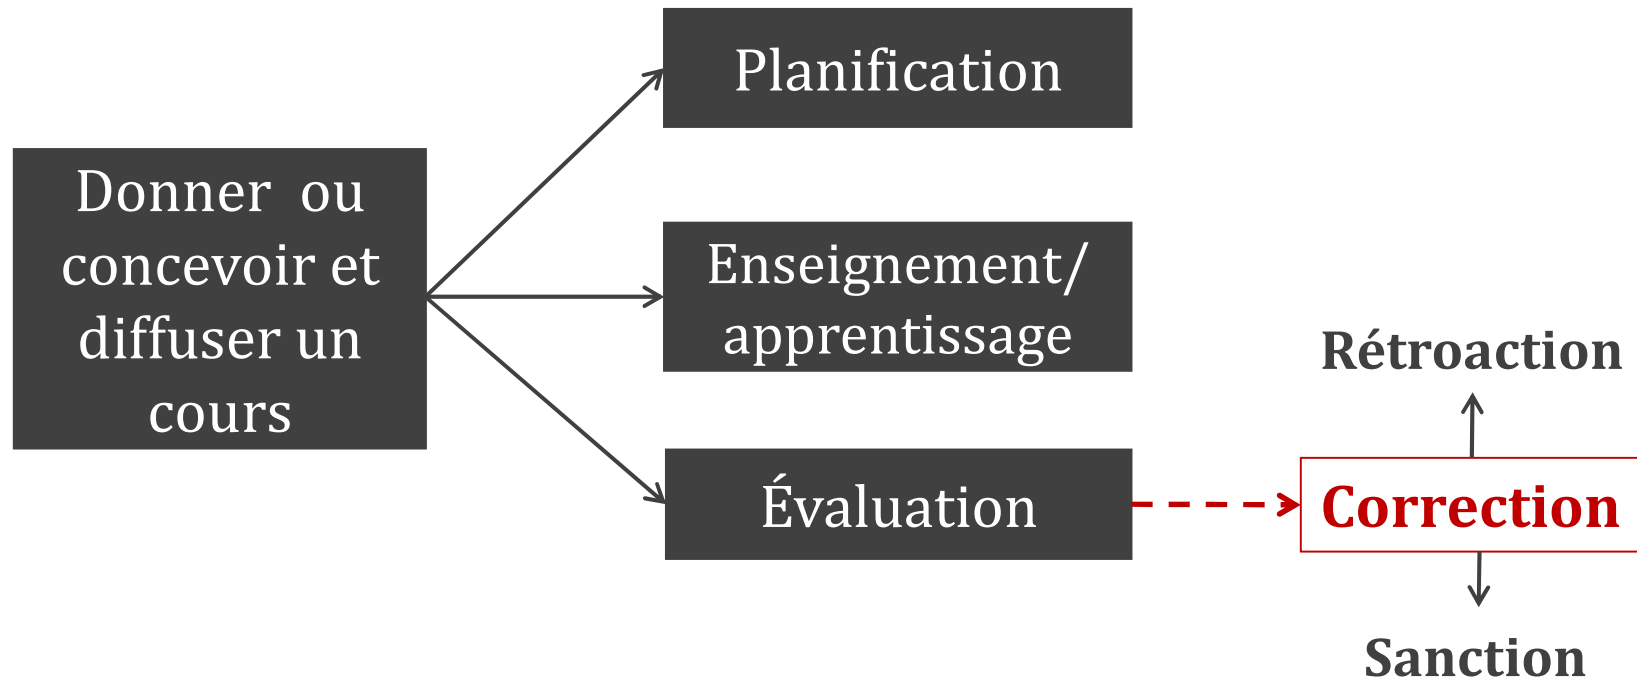 Donner ou
concevoir et
diffuser un
cours
Planification
Enseignement/
apprentissage
Évaluation
Rétroaction
Correction
Sanction